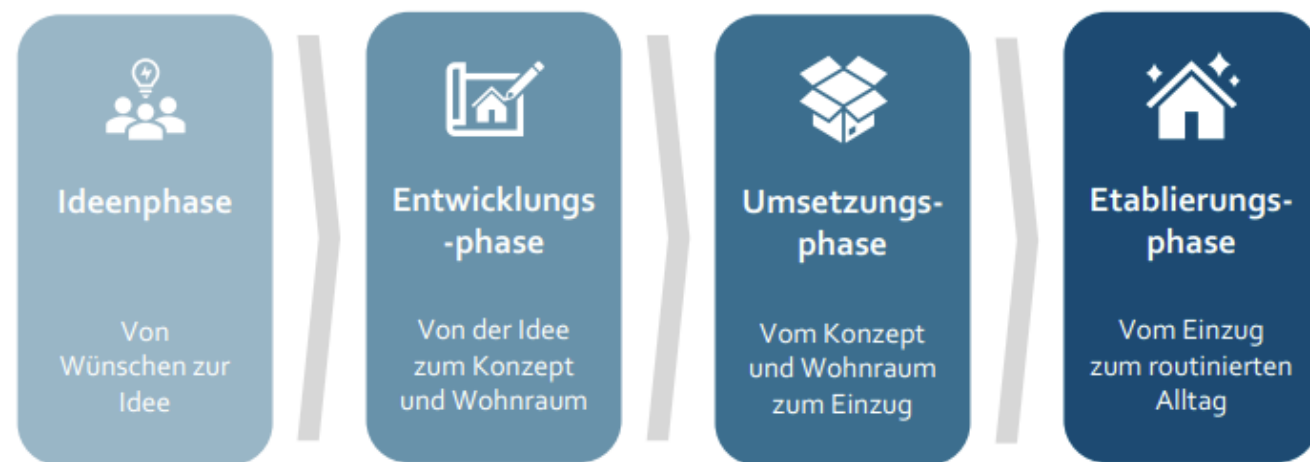 Ideenphase
Von
Wünschen zur
Idee
Entwicklungs
-phase
Von der Idee
zum Konzept
und Wohnraum
Umsetzungs-
phase
Vom Konzept
und Wohnraum
zum Einzug
Etablierungs-
phase
Vom Einzug
zum routinierten
Alltag